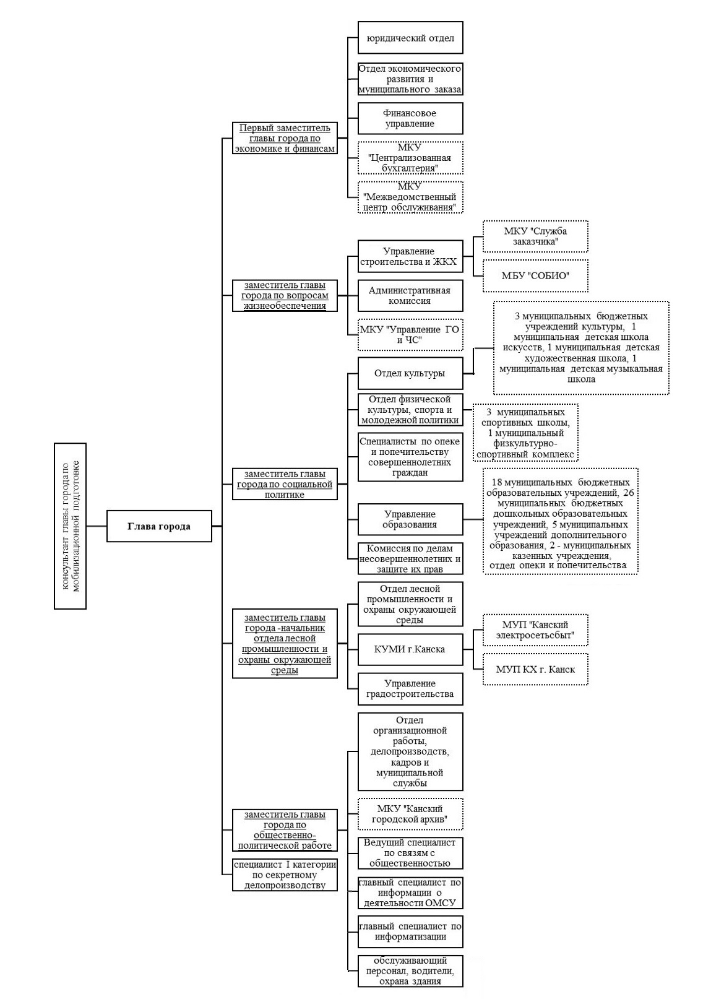 юридический отдел
Отдел экономического
развития и
муниципального заказа
Финансовое
управление
Первый заместитель
главы города по
экономике и финансам
МКУ
"Централизованная
бухгалтерия"
МКУ
"Межведомственный
центр обслуживания"
МКУ "Служба
заказчика"
Управление
строительства и ЖКХ
МБУ "СОБИО"
заместитель главы
города по вопросам
жизнеобеспечения
Административная
комиссия
МКУ "Управление ГО
и ЧС"
3 муниципальных бюджетных
учреждений культуры, 1
муниципальная детская школа
искусств, 1 муниципальная детская
художественная школа, 1
муниципальная детская музыкальная
школа
Отдел культуры
Отдел физической
культуры, спорта и
молодежной политики
3 муниципальных
спортивных школы,
1 муниципальный
физкультурно-
спортивный комплекс
Специалисты по опеке
и попечительству
совершеннолетних
граждан
заместитель главы
города по социальной
политике
Управление
образования
18 муниципальных бюджетных
образовательных учреждений, 26
муниципальных бюджетных
дошкольных образовательных
учреждений, 5 муниципальных
учреждений дополнительного
образования, 2 - муниципальных
казенных учреждения,
отдел опеки и попечительства
Комиссия по делам
несовершеннолетних и
защите их прав
консультант главы города по
мобилизационной подготовке
Глава города
Отдел лесной
промышленности и
охраны окружающей
среды
заместитель главы
города -начальник
отдела лесной
промышленности и
охраны окружающей
среды
КУМИ г.Канска
МУП "Канский
электросетьсбыт"
МУП КХ г. Канск
Управление
градостроительства
Отдел
организационной
работы,
делопроизводств,
кадров и
муниципальной
службы
МКУ "Канский
городской архив"
заместитель главы
города по
общественно-
политической работе
Ведущий специалист
по связям с
общественностью
специалист I категории
по секретному
делопроизводству
главный специалист по
информации о
деятельности ОМСУ
главный специалист по
информатизации
обслуживающий
персонал, водители,
охрана здания